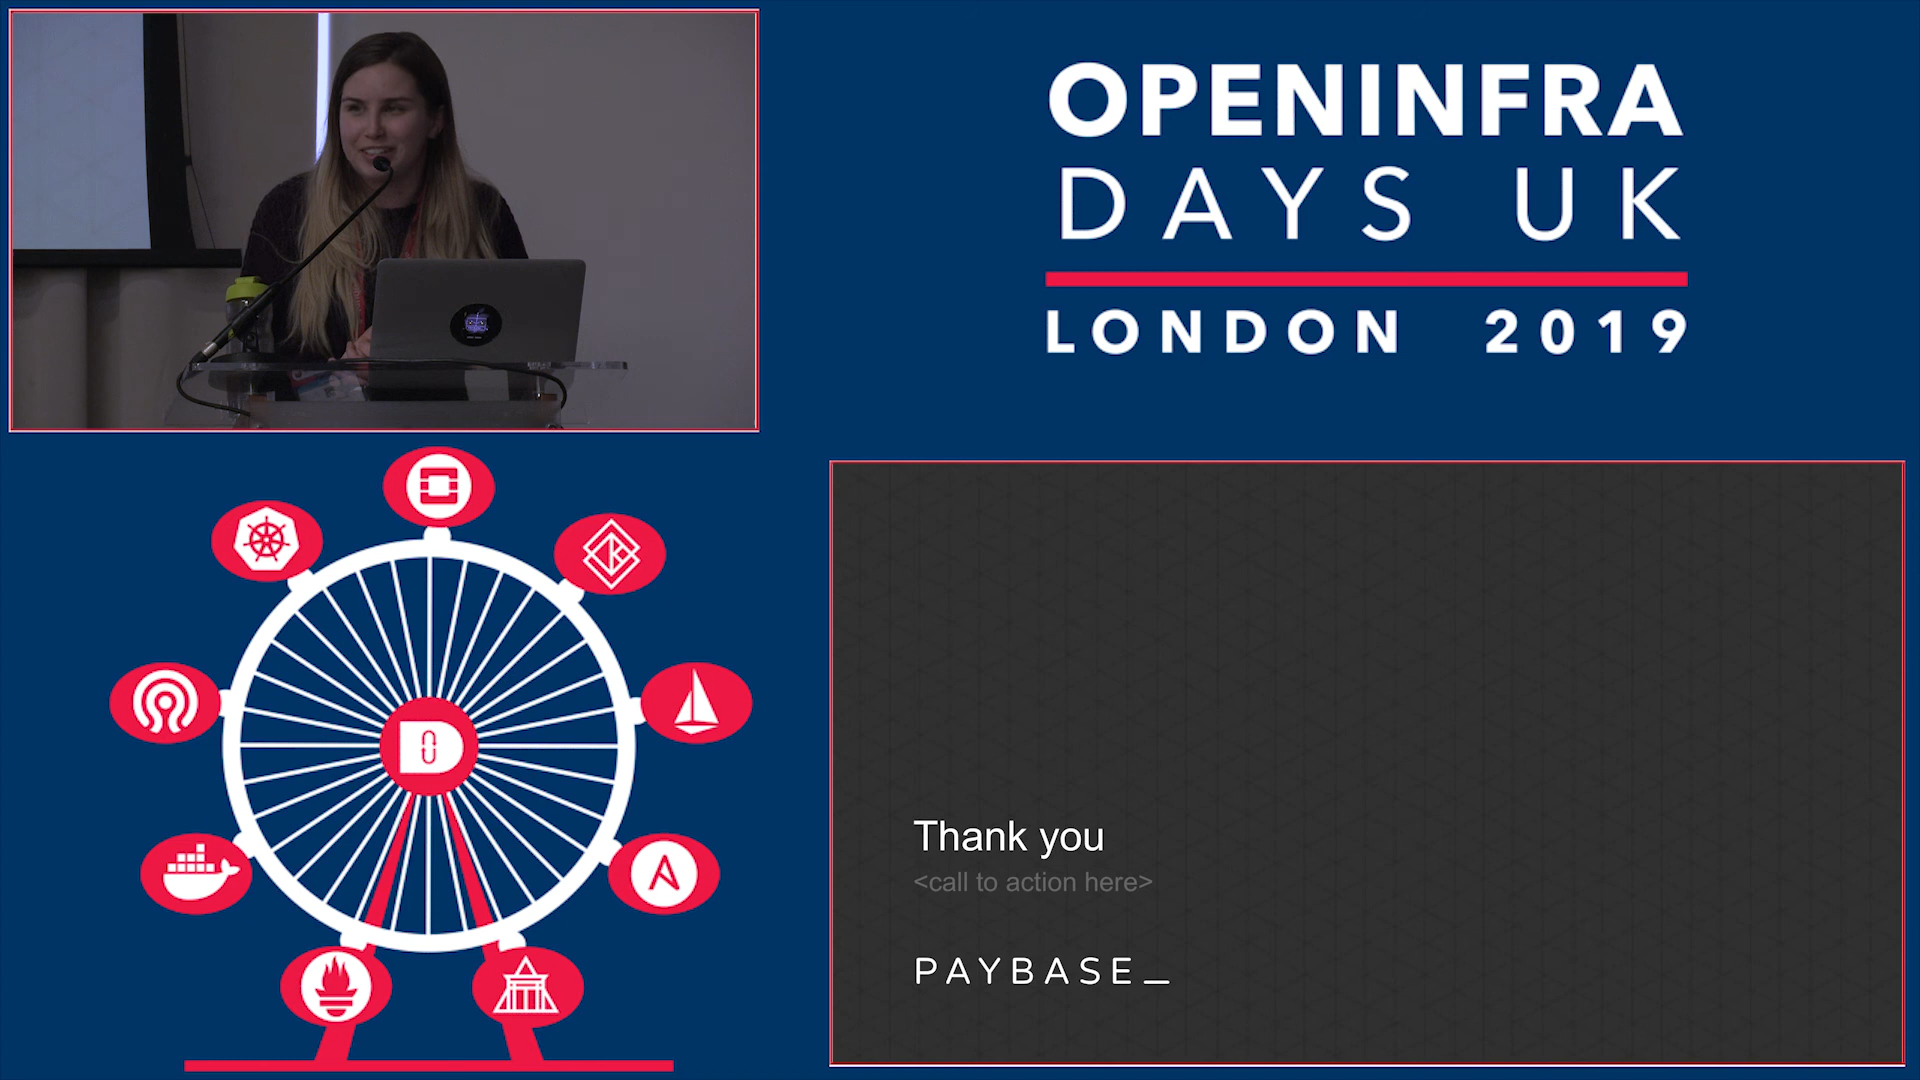 OPENINFRA
DAYS UK
LONDON 2019
Thank you
<call to action here>
PAYBASE_